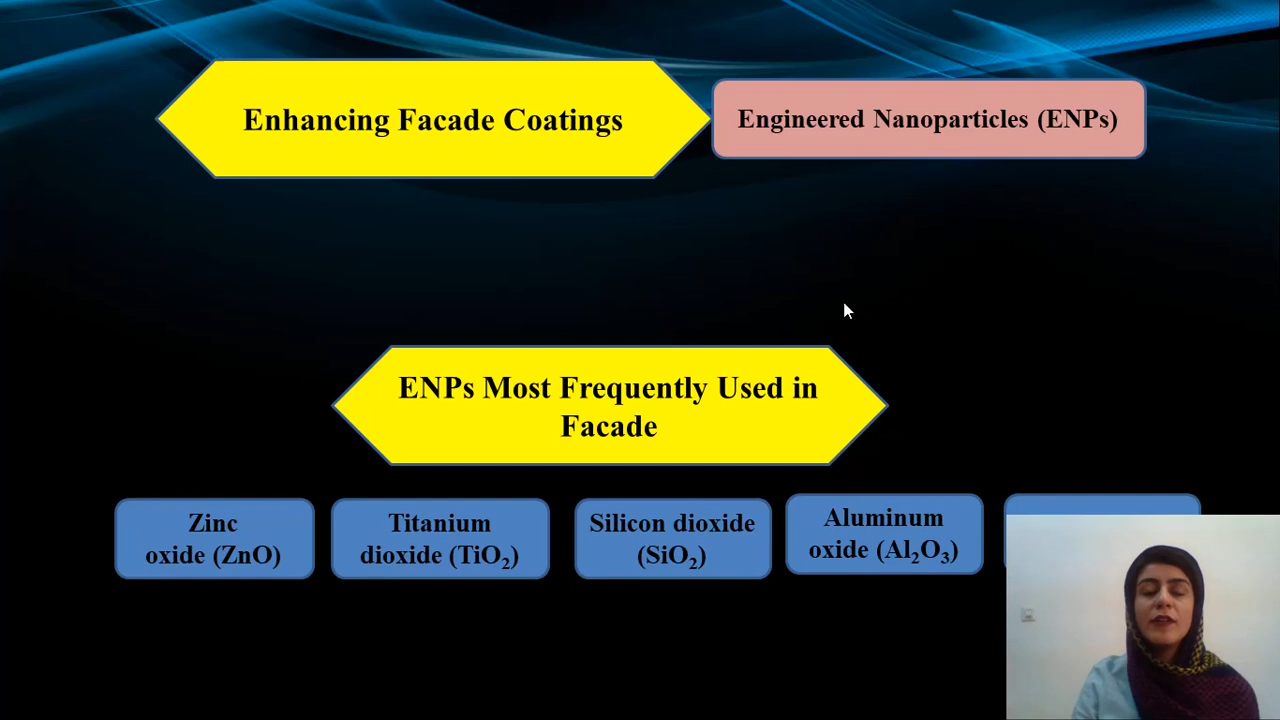 Enhancing Facade Coatings
Engineered Nanoparticles (ENPs)
ENPs Most Frequently Used in
Facade
Zinc
oxide (ZnO)
Titanium
dioxide (TiO₂)
Silicon dioxide
(SiO₂)
Aluminum
oxide (Al₂O₃)